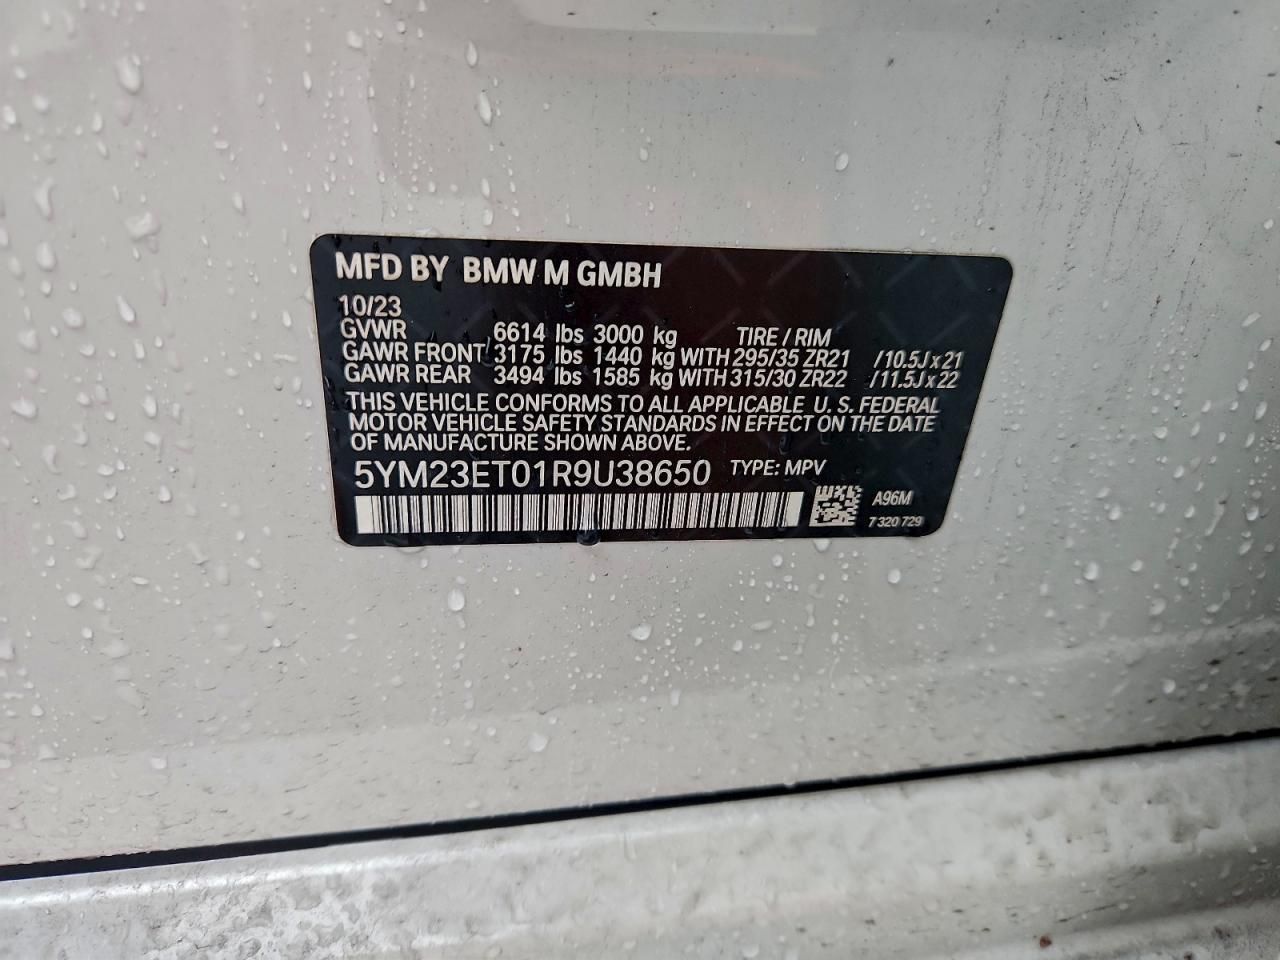 MFD BY BMW M GMBH
10/23
GVWR 6614 lbs 3000 kg TIRE / RIM
GAWR FRONT 3175 lbs 1440 kg WITH 295/35 ZR21 /10.5J x 21
GAWR REAR 3494 lbs 1585 kg WITH 315/30 ZR22 /11.5J x 22
THIS VEHICLE CONFORMS TO ALL APPLICABLE U. S. FEDERAL
MOTOR VEHICLE SAFETY STANDARDS IN EFFECT ON THE DATE
OF MANUFACTURE SHOWN ABOVE.
5YM23ET01R9U38650 TYPE: MPV
A96M
7 320 729